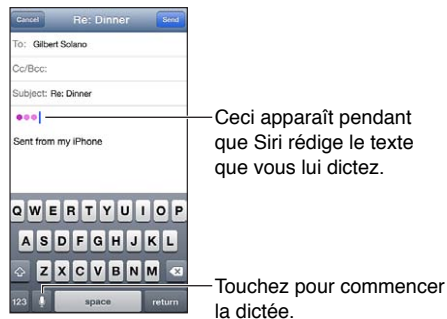 Cancel Re: Dinner Send
To: Gilbert Solano
Cc/Bcc:
Subject: Re: Dinner
Ceci apparaît pendant
que Siri rédige le texte
que vous lui dictez.
Sent from my iPhone
Q W E R T Y U I O P
A S D F G H J K L
Z X C V B N M
123 space return
Touchez pour commencer
la dictée.